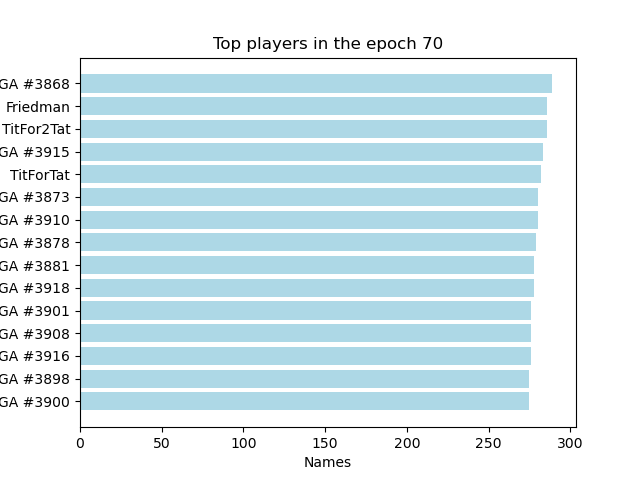 Top players in the epoch 70
GA #3868
Friedman
TitFor2Tat
GA #3915
TitForTat
GA #3873
GA #3910
GA #3878
GA #3881
GA #3918
GA #3901
GA #3908
GA #3916
GA #3898
GA #3900
0 50 100 150 200 250 300
Names